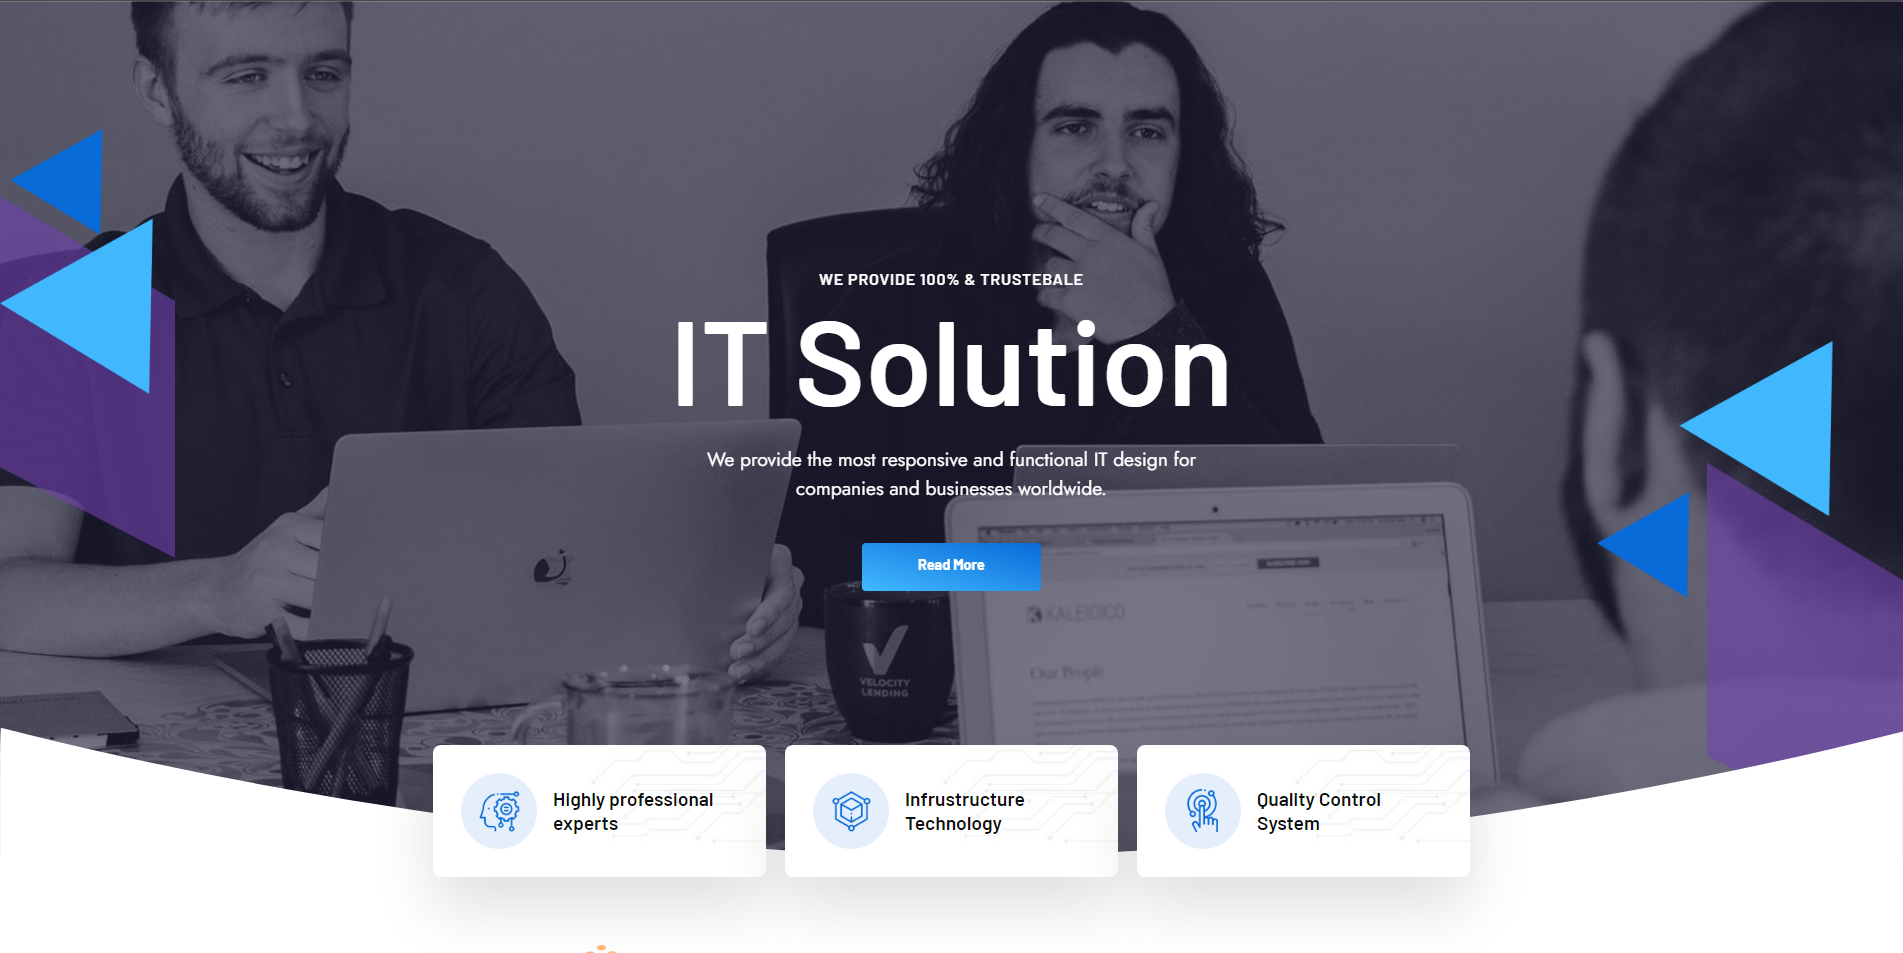 WE PROVIDE 100% & TRUSTEBALE
IT Solution
We provide the most responsive and functional IT design for
companies and businesses worldwide.
Read More
KALEIDICO
Our People
VELOCITY
LENDING
Highly professional
experts
Infrustructure
Technology
Quality Control
System